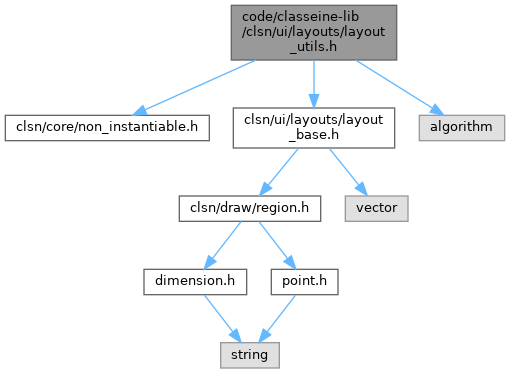 code/classeine-lib
/clsn/ui/layouts/layout
_utils.h
clsn/core/non_instantiable.h
clsn/ui/layouts/layout
_base.h
algorithm
clsn/draw/region.h
vector
dimension.h
point.h
string